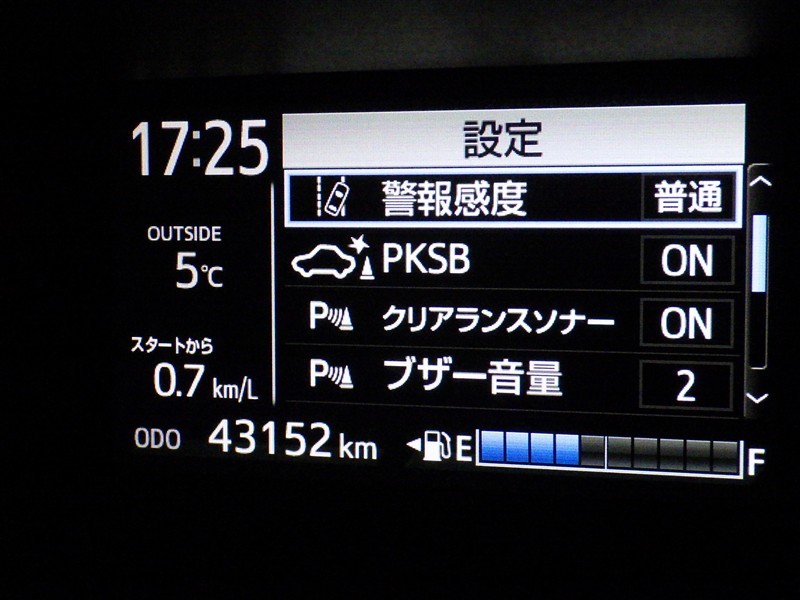 17:25
OUTSIDE
5℃
スタートから
0.7 km/L
設定
警報感度 普通
PKSB ON
P クリアランスソナー ON
P ブザー音量 2
ODO 43152 km
E F